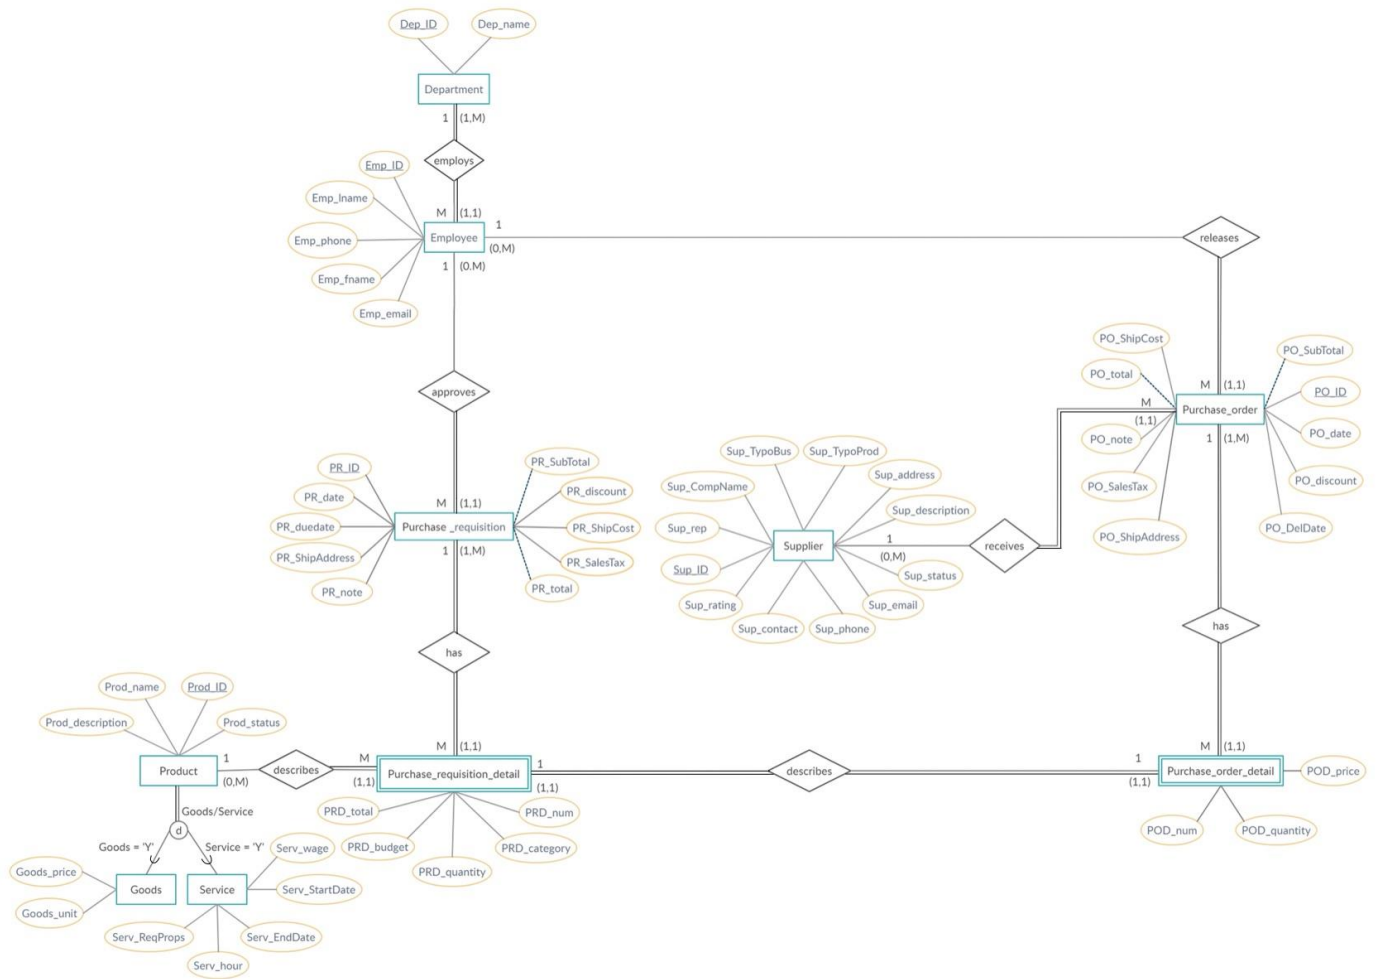 Dep_ID
Dep_name
Department
1 (1,M)
employs
Emp_ID
Emp_lname
Emp_phone
Emp_fname
Emp_email
M (1,1)
Employee
1
(0,M)
1 (0.M)
releases
approves
PO_ShipCost
PO_total
PO_SubTotal
PO_ID
M (1,1)
M
(1,1)
Purchase_order
1 (1,M)
PO_note
PO_date
PO_SalesTax
PO_discount
PO_ShipAddress
PO_DelDate
PR_ID
PR_date
PR_duedate
PR_ShipAddress
PR_note
M (1,1)
Purchase _requisition
1 (1,M)
PR_SubTotal
PR_discount
PR_ShipCost
PR_SalesTax
PR_total
Sup_TypoBus
Sup_TypoProd
Sup_CompName
Sup_address
Sup_rep
Sup_description
Supplier
1
(0,M)
receives
Sup_ID
Sup_status
Sup_rating
Sup_email
Sup_contact
Sup_phone
has
has
Prod_name
Prod_ID
Prod_description
Prod_status
Product
1
(0,M)
describes
M
(1,1)
M (1,1)
Purchase_requisition_detail
1
(1,1)
describes
1
(1,1)
M (1,1)
Purchase_order_detail
POD_price
POD_num
POD_quantity
PRD_total
PRD_num
PRD_budget
PRD_category
PRD_quantity
Goods/Service
d
Goods = 'Y'
Service = 'Y'
Goods_price
Goods
Goods_unit
Service
Serv_wage
Serv_StartDate
Serv_ReqProps
Serv_EndDate
Serv_hour